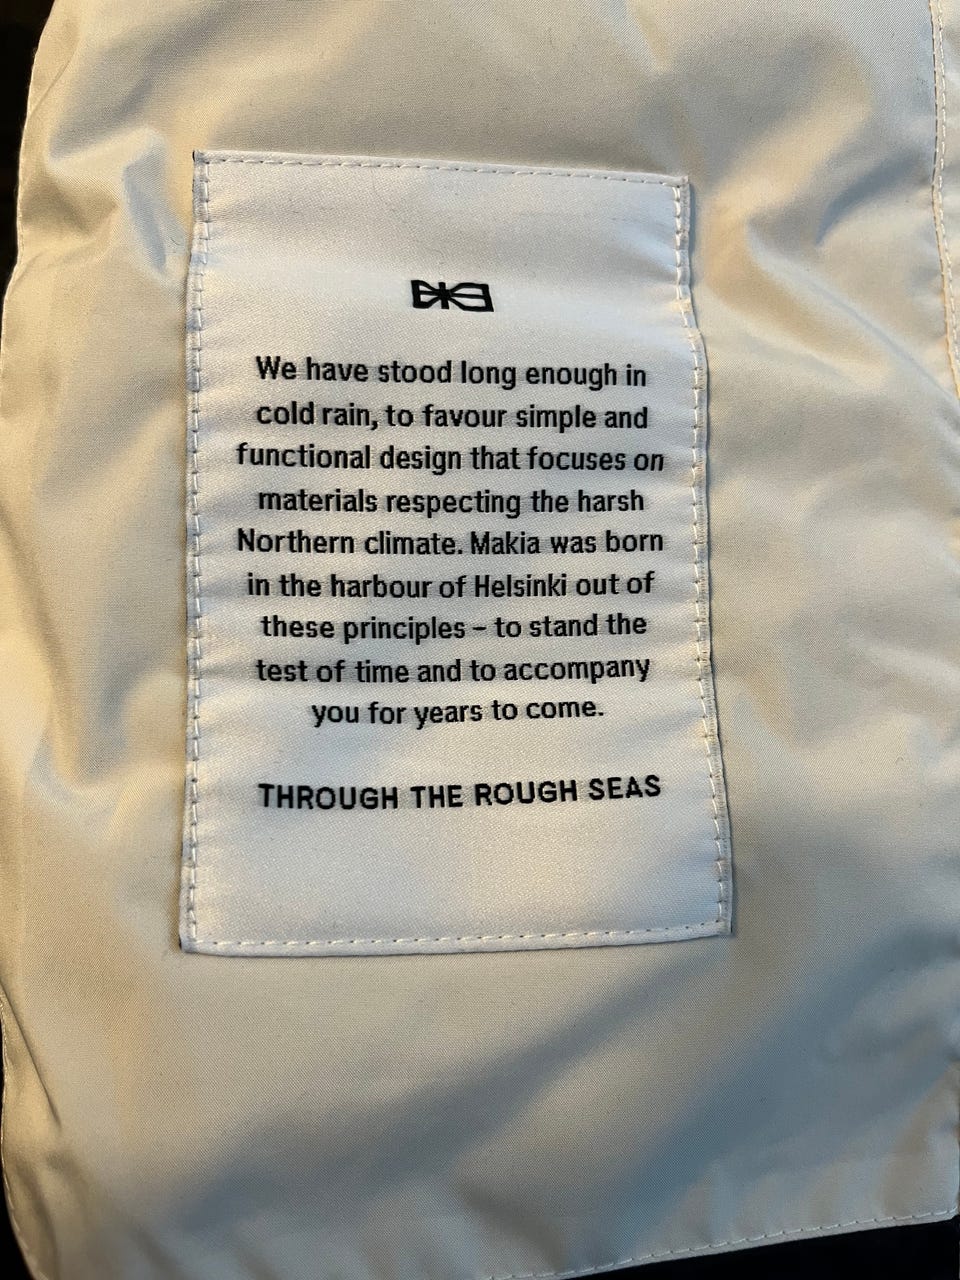 We have stood long enough in
cold rain, to favour simple and
functional design that focuses on
materials respecting the harsh
Northern climate. Makia was born
in the harbour of Helsinki out of
these principles – to stand the
test of time and to accompany
you for years to come.
THROUGH THE ROUGH SEAS